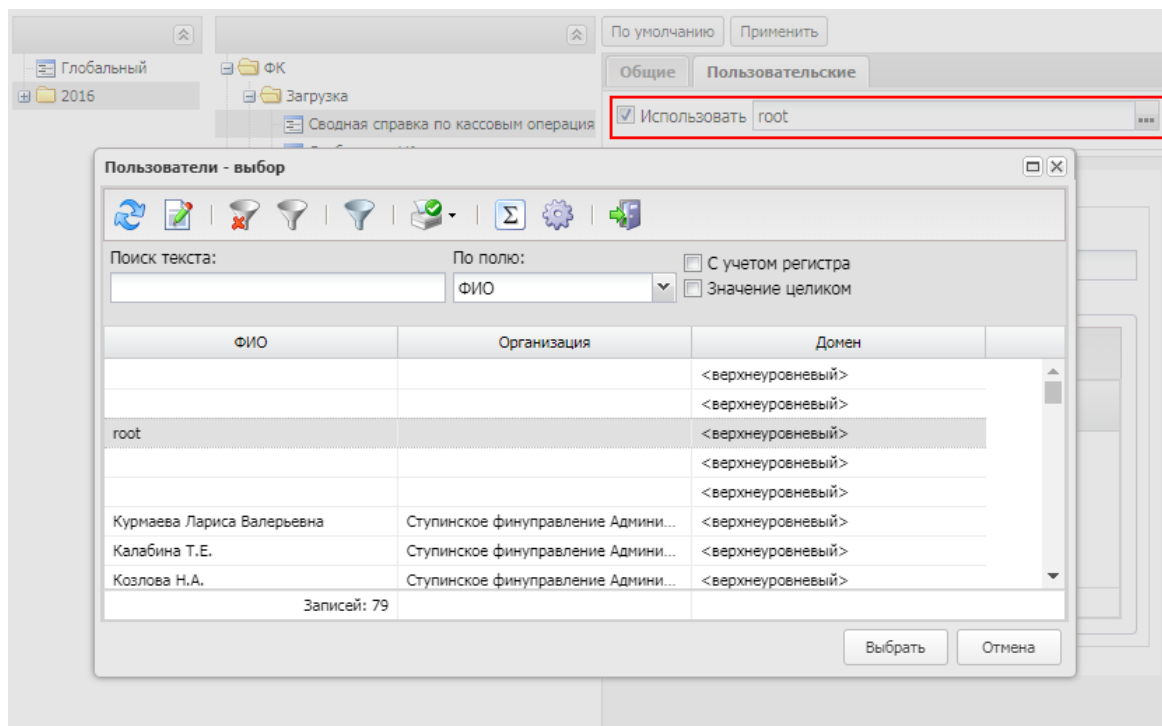 По умолчанию Применить
Глобальный
2016
ФК
Загрузка
Сводная справка по кассовым операция
Общие Пользовательские
Использовать root ...
Пользователи - выбор
Поиск текста: По полю:
ФИО
С учетом регистра
Значение целиком
ФИО Организация Домен
<верхнеуровневый>
<верхнеуровневый>
root <верхнеуровневый>
<верхнеуровневый>
<верхнеуровневый>
Курмаева Лариса Валерьевна Ступинское финуправление Админи... <верхнеуровневый>
Калабина Т.Е. Ступинское финуправление Админи... <верхнеуровневый>
Козлова Н.А. Ступинское финуправление Админи... <верхнеуровневый>
Записей: 79
Выбрать Отмена